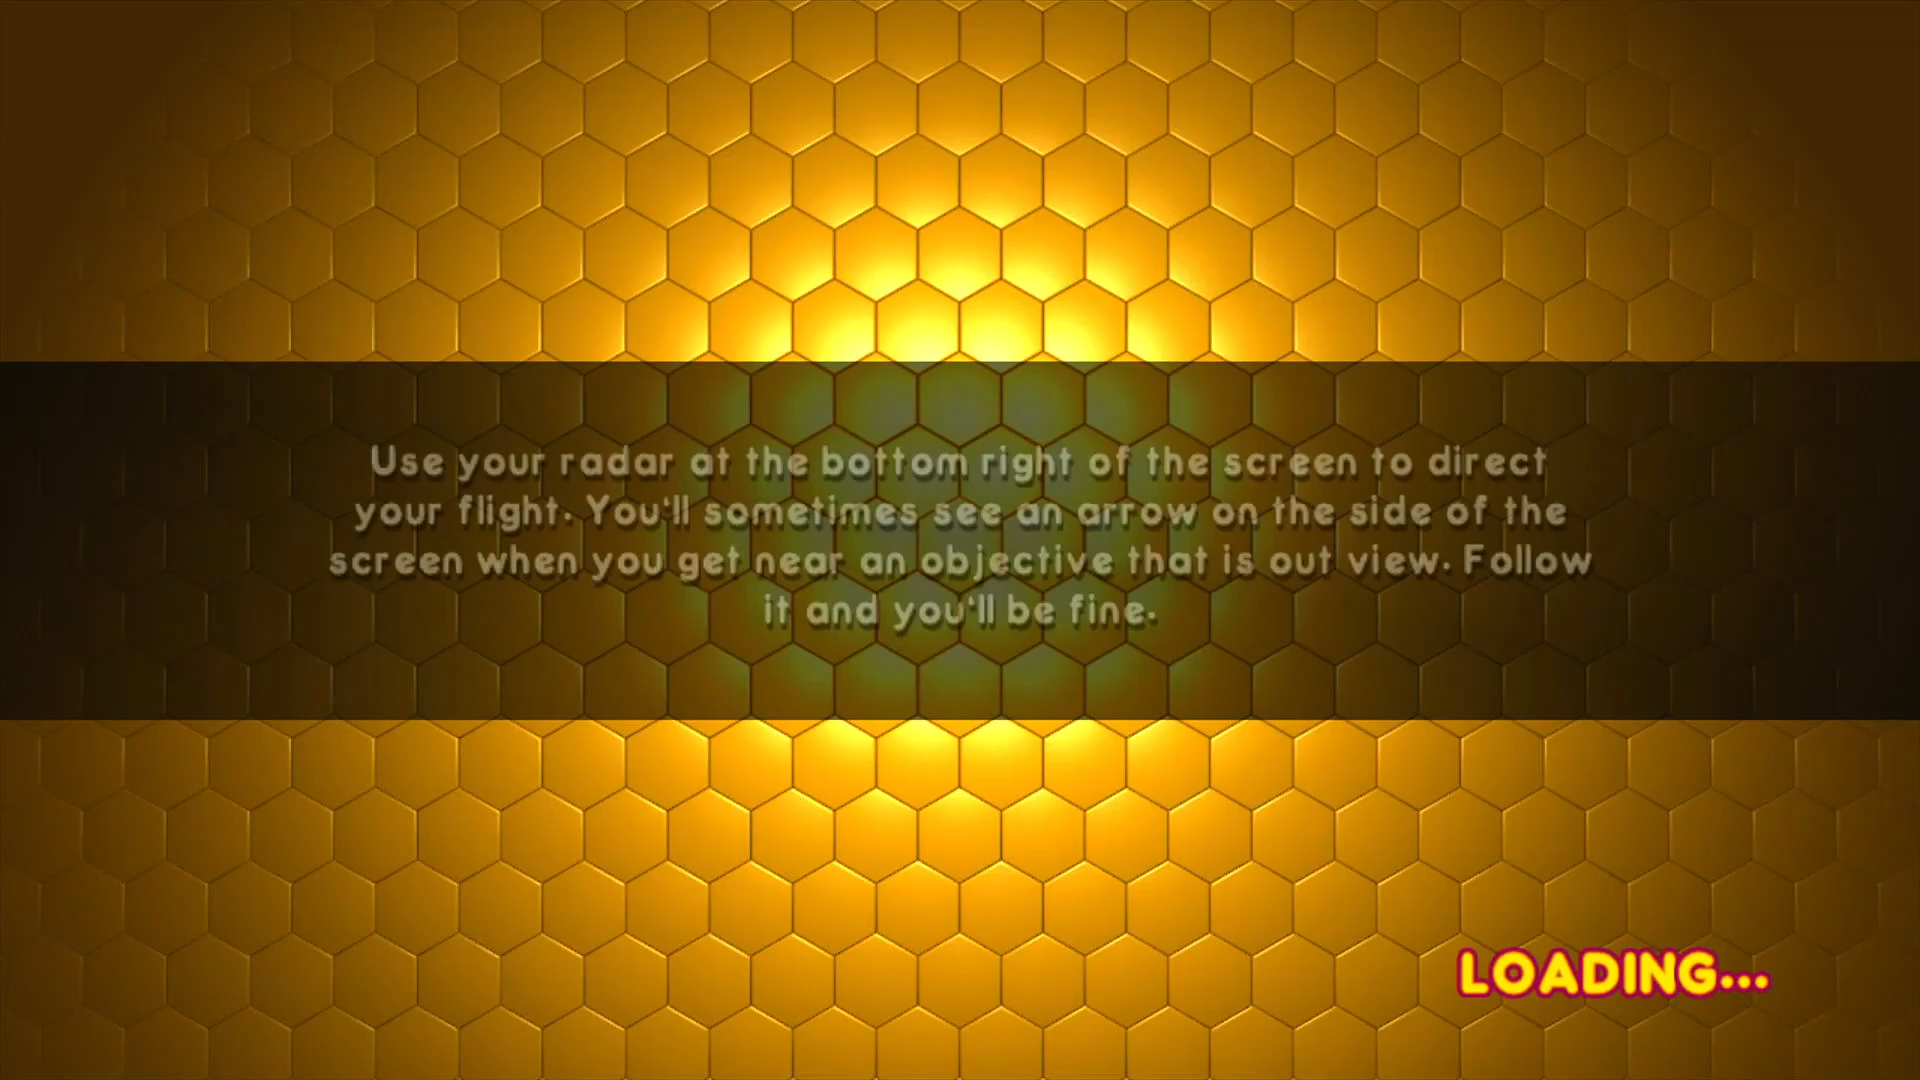 Use your radar at the bottom right of the screen to direct
your flight. You'll sometimes see an arrow on the side of the
screen when you get near an objective that is out view. Follow
it and you'll be fine.
LOADING...